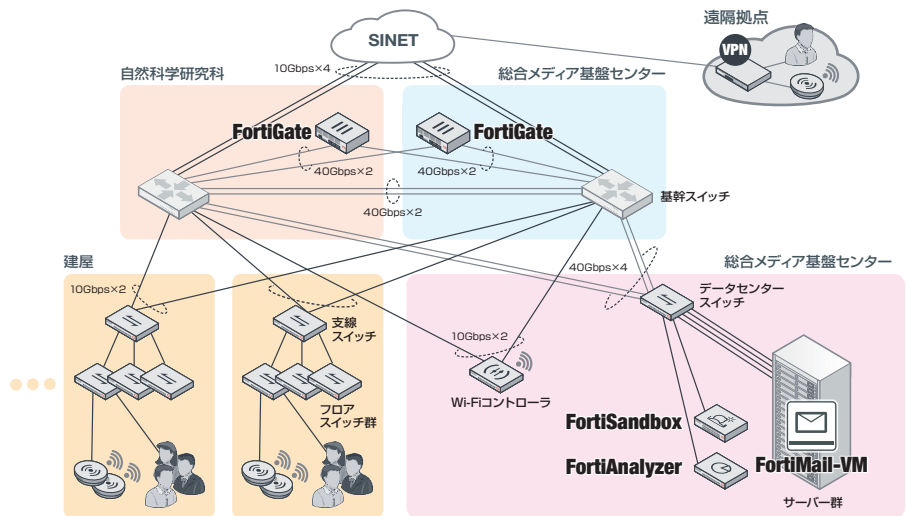 遠隔拠点
SINET
VPN
10Gbps×4
自然科学研究科
総合メディア基盤センター
FortiGate
FortiGate
40Gbps×2
40Gbps×2
40Gbps×2
基幹スイッチ
建屋
40Gbps×4
総合メディア基盤センター
10Gbps×2
データセンター
スイッチ
支線
スイッチ
10Gbps×2
Wi-Fiコントローラ
フロア
スイッチ群
FortiSandbox
FortiAnalyzer
FortiMail-VM
サーバー群